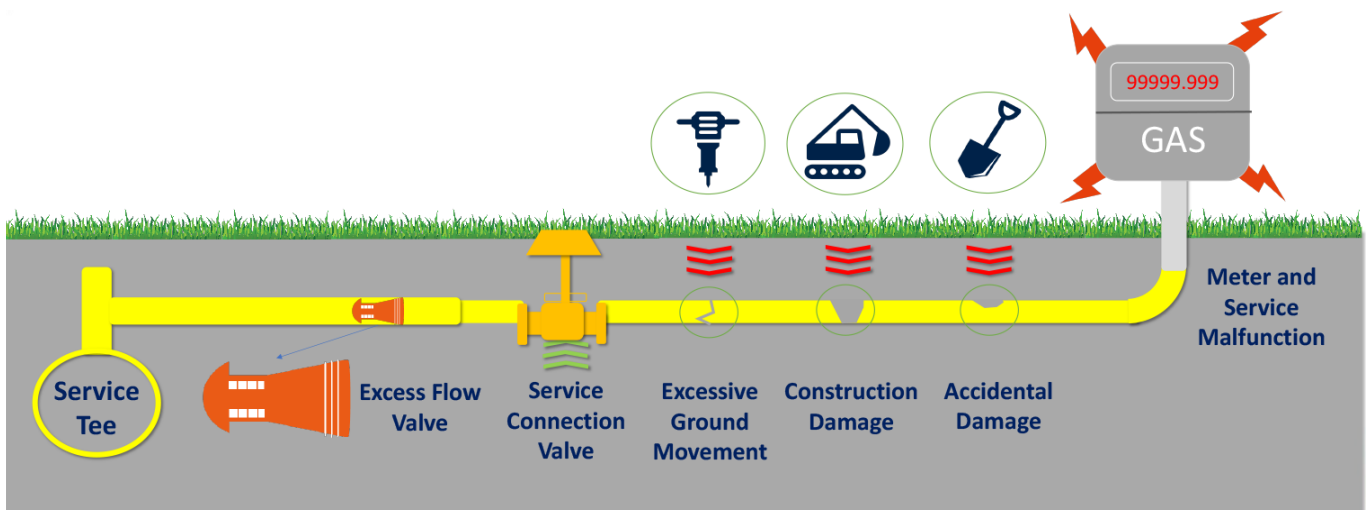 99999.999
GAS
Meter and
Service
Malfunction
Service
Tee
Excess Flow
Valve
Service
Connection
Valve
Excessive
Ground
Movement
Construction
Damage
Accidental
Damage